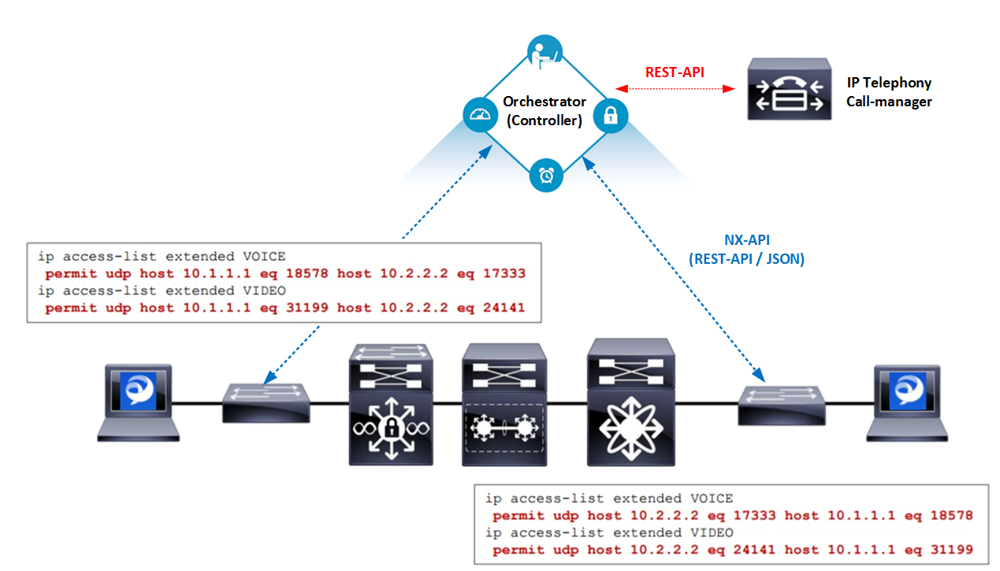 REST-API
IP Telephony
Call-manager
Orchestrator
(Controller)
NX-API
(REST-API / JSON)
ip access-list extended VOICE
permit udp host 10.1.1.1 eq 18578 host 10.2.2.2 eq 17333
ip access-list extended VIDEO
permit udp host 10.1.1.1 eq 31199 host 10.2.2.2 eq 24141
ip access-list extended VOICE
permit udp host 10.2.2.2 eq 17333 host 10.1.1.1 eq 18578
ip access-list extended VIDEO
permit udp host 10.2.2.2 eq 24141 host 10.1.1.1 eq 31199